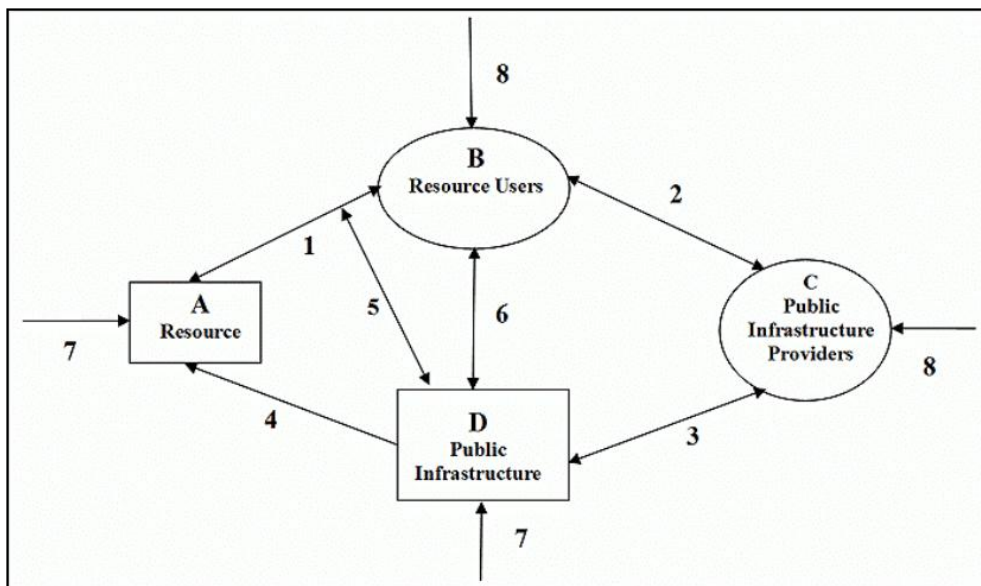 8
B
Resource Users
2
1
A
Resource
C
Public
Infrastructure
Providers
5
6
7
8
4
D
Public
Infrastructure
3
7